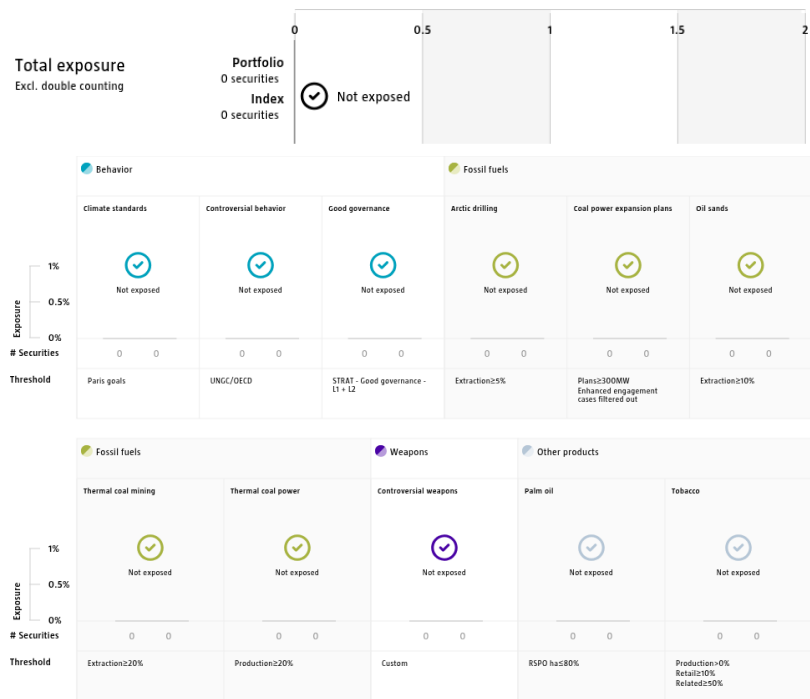 0 0.5 1 1.5 2
Total exposure
Excl. double counting
Portfolio
0 securities
Index
0 securities
Not exposed
Behavior Fossil fuels
Climate standards Controversial behavior Good governance Arctic drilling Coal power expansion plans Oil sands
Exposure
1%
0.5%
0%
Not exposed Not exposed Not exposed Not exposed Not exposed Not exposed
# Securities 0 0 0 0 0 0 0 0 0 0 0 0
Threshold Paris goals UNGC/OECD STRAT - Good governance - Extraction≥5% Plans≥300MW Extraction≥10%
L1 + L2 Enhanced engagement
cases filtered out
Fossil fuels Weapons Other products
Thermal coal mining Thermal coal power Controversial weapons Palm oil Tobacco
Exposure
1%
0.5%
0%
Not exposed Not exposed Not exposed Not exposed Not exposed
# Securities 0 0 0 0 0 0 0 0 0 0
Threshold Extraction≥20% Production≥20% Custom RSPO ha≤80% Production>0%
Retail≥10%
Related≥50%